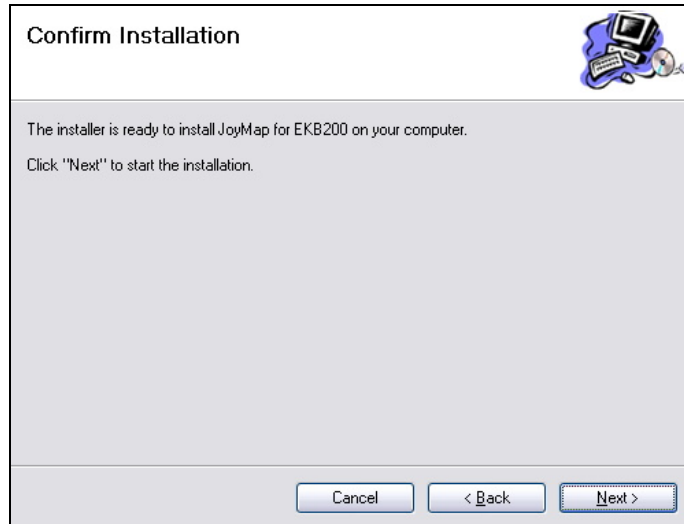 Confirm Installation
The installer is ready to install JoyMap for EKB200 on your computer.
Click "Next" to start the installation.
Cancel
< Back
Next >